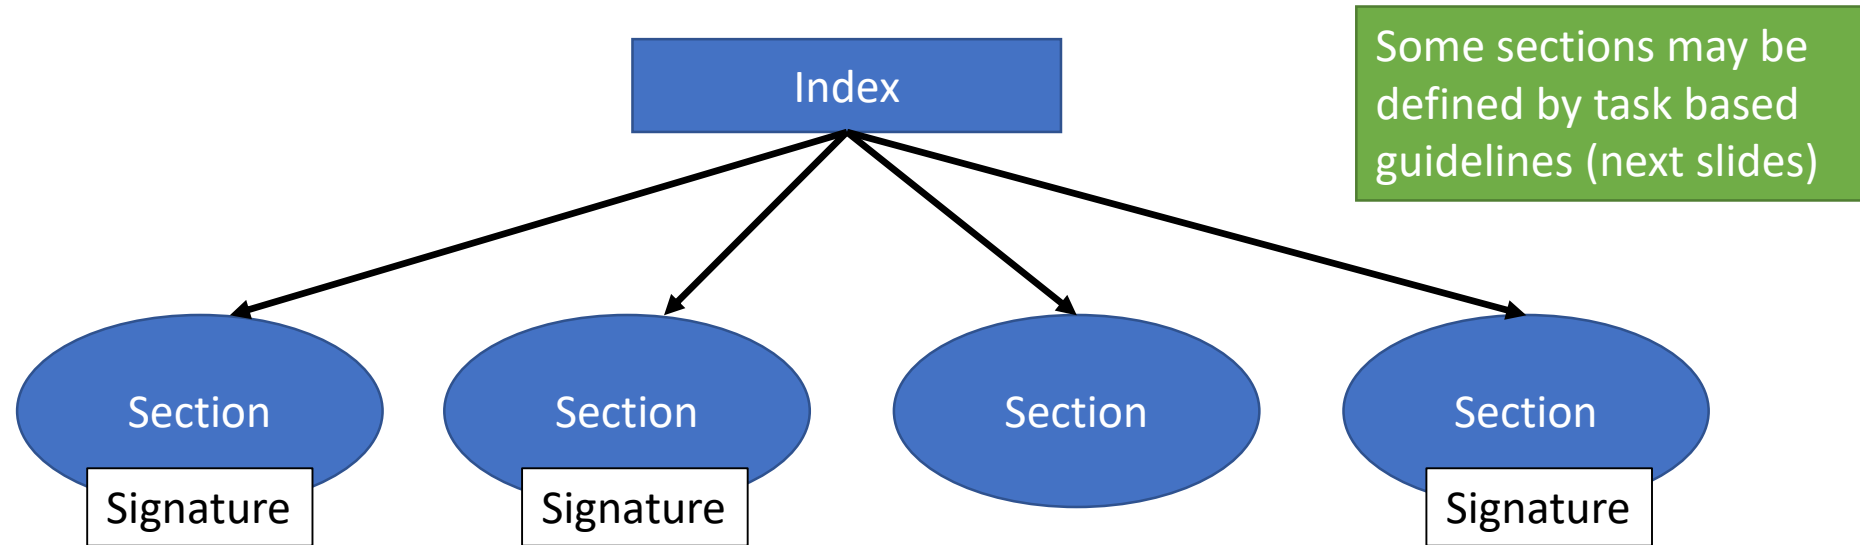 Index
Some sections may be
defined by task based
guidelines (next slides)
Section
Section
Section
Section
Signature
Signature
Signature